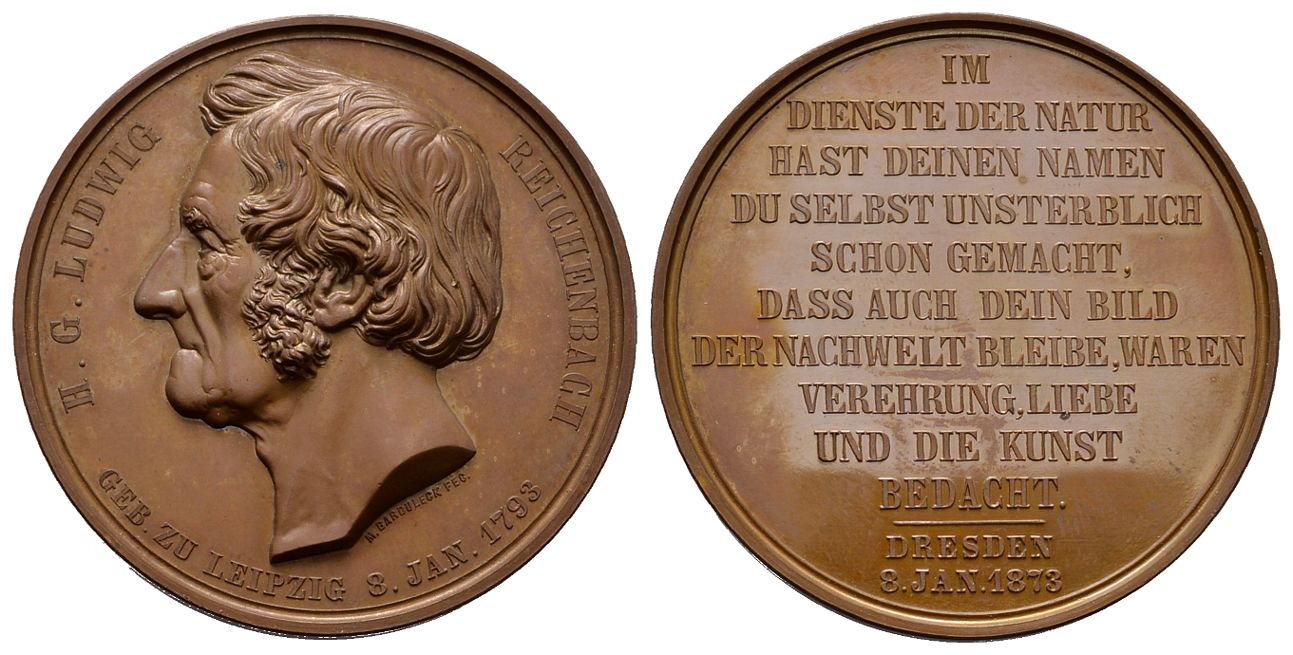 H. G. LUDWIG REICHENBACH
GEB. ZU LEIPZIG 8. JAN. 1793
M. BARDULECK FEC.
IM
DIENSTE DER NATUR
HAST DEINEN NAMEN
DU SELBST UNSTERBLICH
SCHON GEMACHT,
DASS AUCH DEIN BILD
DER NACHWELT BLEIBE, WAREN
VEREHRUNG, LIEBE
UND DIE KUNST
BEDACHT.
DRESDEN
8. JAN. 1873